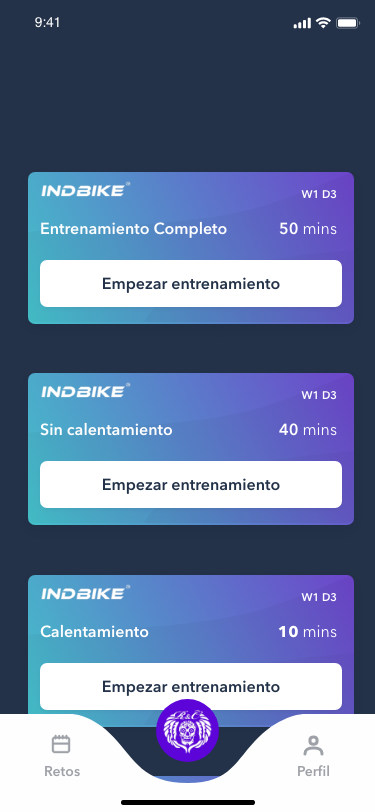 9:41
INDBIKE®
W1 D3
Entrenamiento Completo 50 mins
Empezar entrenamiento
INDBIKE®
W1 D3
Sin calentamiento 40 mins
Empezar entrenamiento
INDBIKE®
W1 D3
Calentamiento 10 mins
Empezar entrenamiento
Retos
Perfil